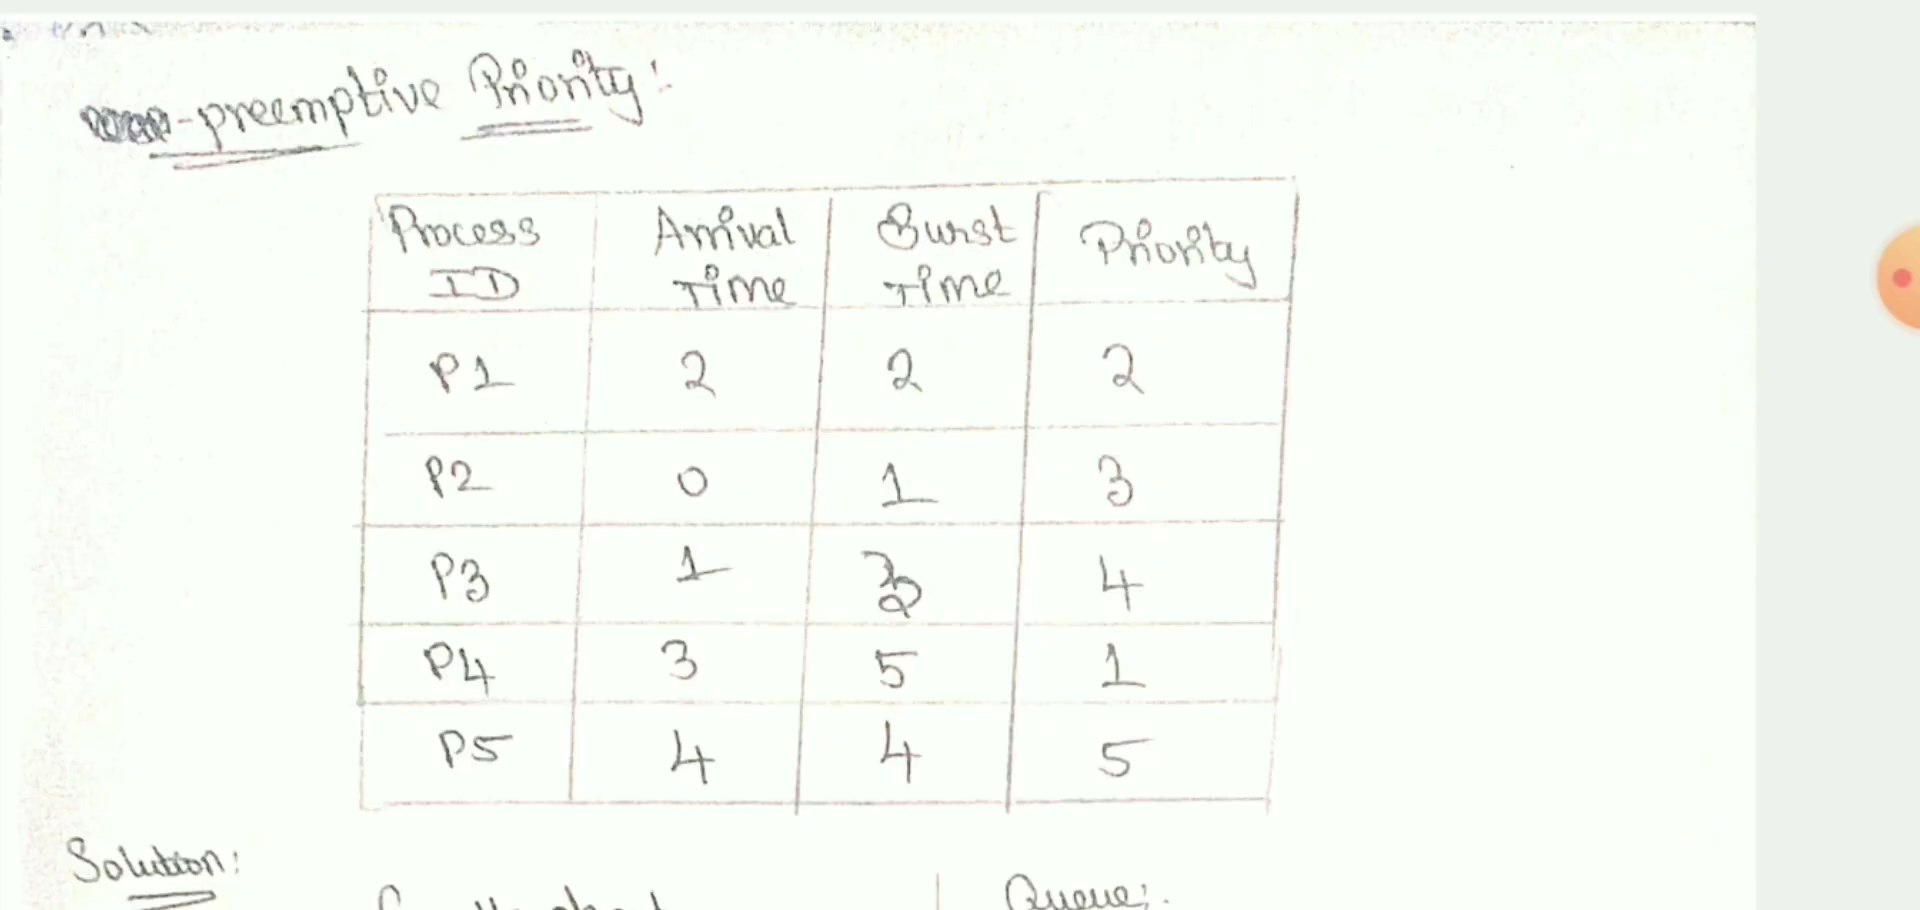 -preemptive Priority:
Process ID Arrival Time Burst Time Priority
P1 2 2 2
P2 0 1 3
P3 1 4
P4 3 5 1
P5 4 4 5
Solution:
Queue: